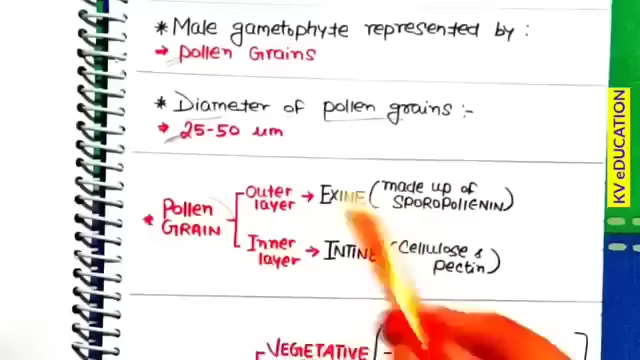 * Male gametophyte represented by :
→ pollen Grains
* Diameter of pollen grains :-
→ 25-50 um
* Pollen GRAIN
Outer layer → EXINE (made up of SPOROPOllENIN)
Inner layer → INTINE (cellulose & pectin)
VEGETATIVE
KV eDUCATION